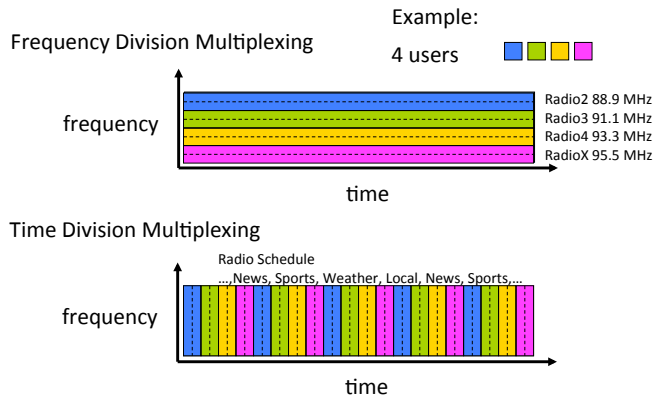 Example:
Frequency Division Multiplexing
4 users
Radio2 88.9 MHz
Radio3 91.1 MHz
Radio4 93.3 MHz
RadioX 95.5 MHz
frequency
time
Time Division Multiplexing
Radio Schedule
…,News, Sports, Weather, Local, News, Sports,…
frequency
time